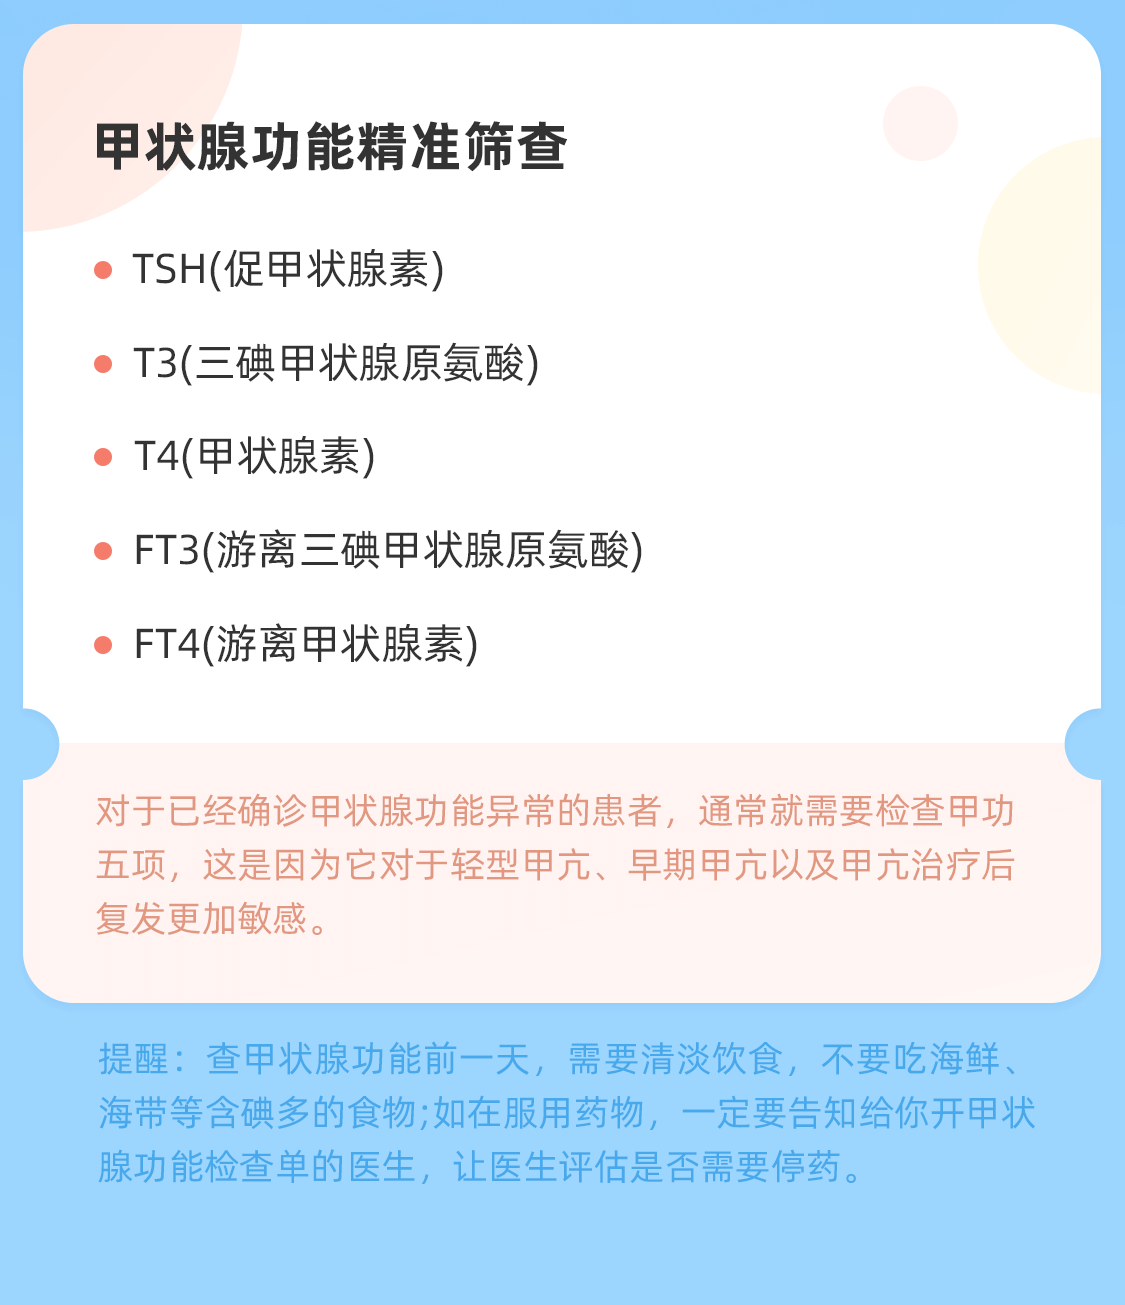 甲状腺功能精准筛查
TSH(促甲状腺素)
T3(三碘甲状腺原氨酸)
T4(甲状腺素)
FT3(游离三碘甲状腺原氨酸)
FT4(游离甲状腺素)
对于已经确诊甲状腺功能异常的患者，通常就需要检查甲功
五项，这是因为它对于轻型甲亢、早期甲亢以及甲亢治疗后
复发更加敏感。
提醒：查甲状腺功能前一天，需要清淡饮食，不要吃海鲜、
海带等含碘多的食物;如在服用药物，一定要告知给你开甲状
腺功能检查单的医生，让医生评估是否需要停药。